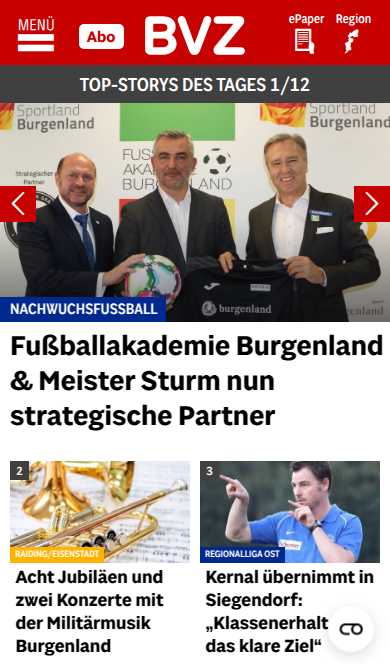 MENÜ
Abo
BVZ
ePaper
Region
TOP-STORYS DES TAGES 1/12
Sportland
Burgenland
Sportland
Burgenland
Strategischer
Partner
FUSS
AKA
BURGENLAND
burgenland
NACHWUCHSFUSSBALL
Fußballakademie Burgenland
& Meister Sturm nun
strategische Partner
2
RAIDING/EISENSTADT
Acht Jubiläen und
zwei Konzerte mit
der Militärmusik
Burgenland
3
REGIONALLIGA OST
Kernal übernimmt in
Siegendorf:
„Klassenerhalt
das klare Ziel“